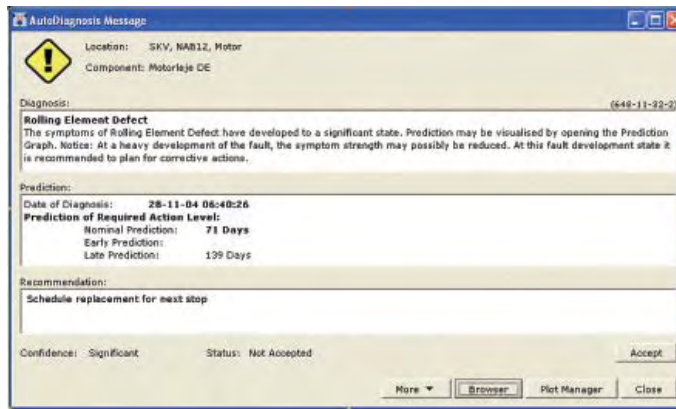 AutoDiagnosis Message
Location: SKV, NAB12, Motor
Component: Motorleje DE
Diagnosis: (648-11-32-2)
Rolling Element Defect
The symptoms of Rolling Element Defect have developed to a significant state. Prediction may be visualised by opening the Prediction
Graph. Notice: At a heavy development of the fault, the symptom strength may possibly be reduced. At this fault development state it
is recommended to plan for corrective actions.
Prediction:
Date of Diagnosis: 28-11-04 06:40:26
Prediction of Required Action Level:
Nominal Prediction: 71 Days
Early Prediction:
Late Prediction: 139 Days
Recommendation:
Schedule replacement for next stop
Confidence: Significant Status: Not Accepted Accept
More Browser Plot Manager Close